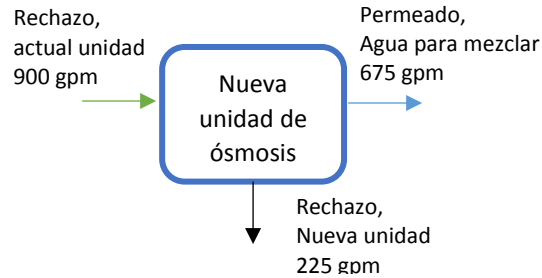 Rechazo,
actual unidad
900 gpm
Nueva
unidad de
ósmosis
Permeado,
Agua para mezclar
675 gpm
Rechazo,
Nueva unidad
225 gpm